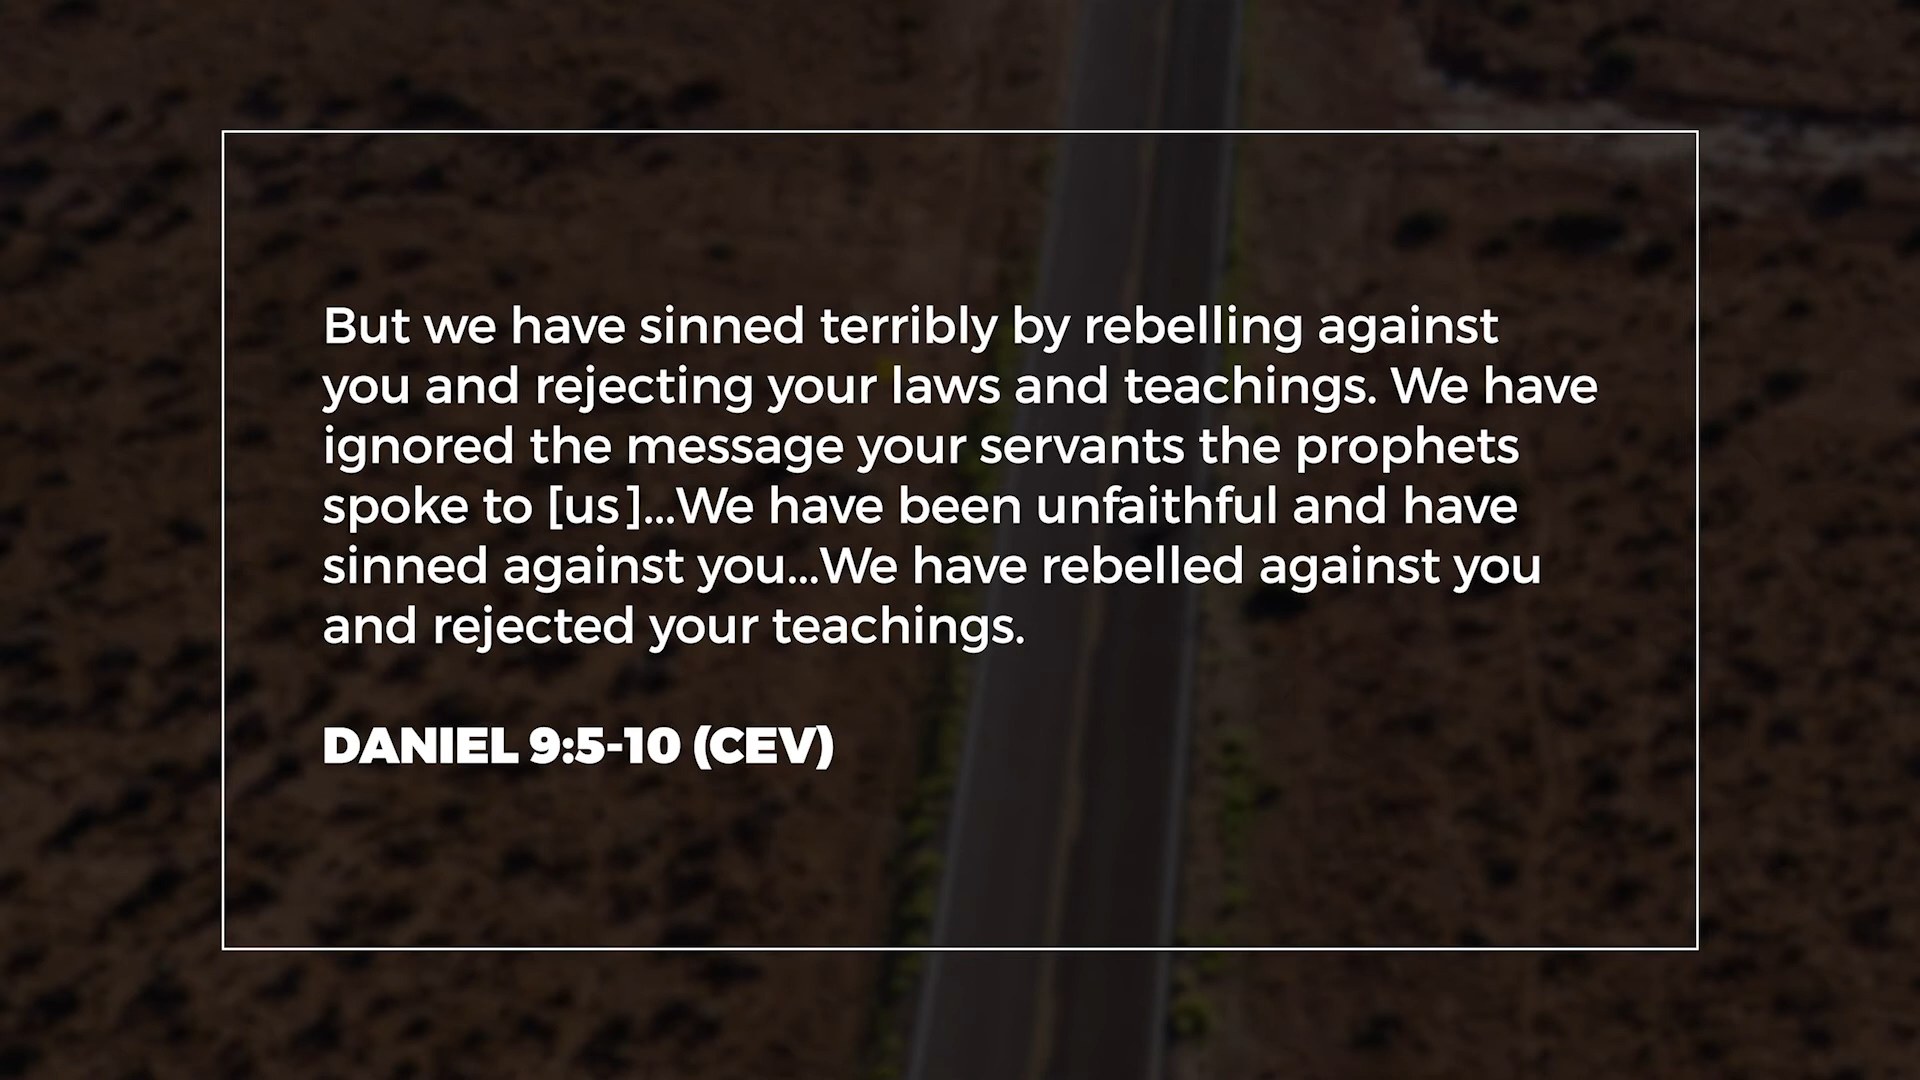 But we have sinned terribly by rebelling against
you and rejecting your laws and teachings. We have
ignored the message your servants the prophets
spoke to [us]...We have been unfaithful and have
sinned against you...We have rebelled against you
and rejected your teachings.
DANIEL 9:5-10 (CEV)